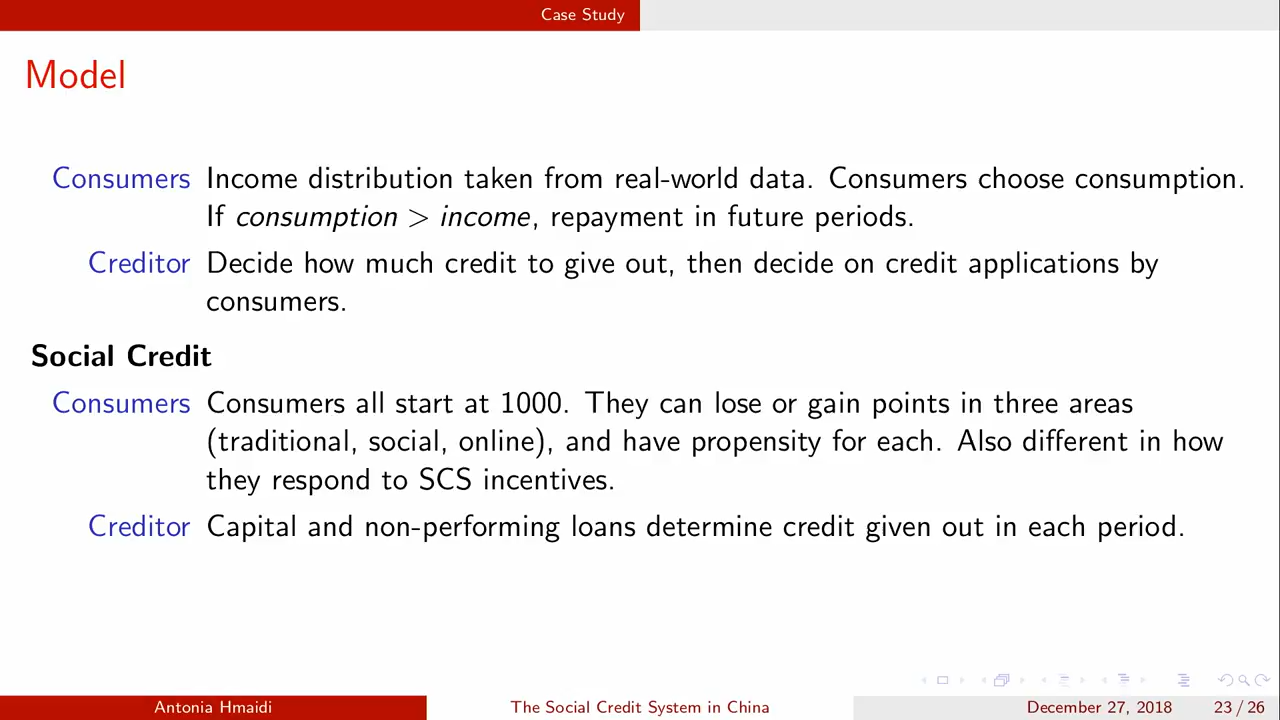 Case Study
Model
Consumers Income distribution taken from real-world data. Consumers choose consumption.
If consumption > income, repayment in future periods.
Creditor Decide how much credit to give out, then decide on credit applications by
consumers.
Social Credit
Consumers Consumers all start at 1000. They can lose or gain points in three areas
(traditional, social, online), and have propensity for each. Also different in how
they respond to SCS incentives.
Creditor Capital and non-performing loans determine credit given out in each period.
Antonia Hmaidi The Social Credit System in China December 27, 2018 23 / 26